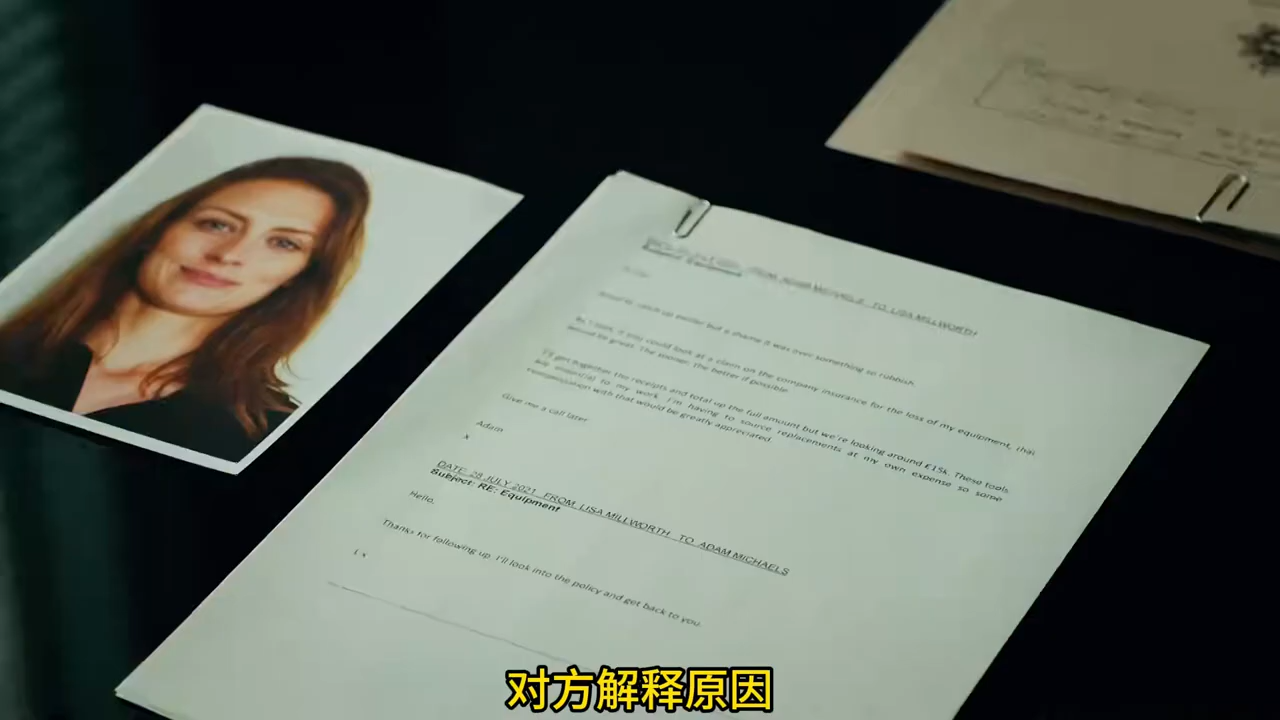 FROM ADAM MICHAELS TO LISA MILLWORTH
Subject: Equipment
Good to catch up earlier but a shame it was over something so rubbish.
As I said, if you could look at a claim on the company insurance for the loss of my equipment, that
would be great. The sooner, the better if possible.
I'll get together the receipts and total up the full amount but we're looking around £15k. These tools
are essential to my work. I'm having to source replacements at my own expense so some
compensation with that would be greatly appreciated.
Give me a call later
Adam
x
DATE: 28 JULY 2021 FROM LISA MILLWORTH TO ADAM MICHAELS
Subject: RE: Equipment
Hello,
Thanks for following up. I'll look into the policy and get back to you.
L x
对方解释原因